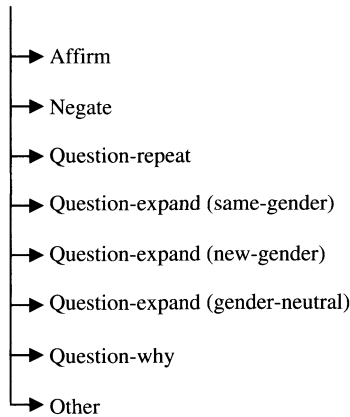 Affirm
Negate
Question-repeat
Question-expand (same-gender)
Question-expand (new-gender)
Question-expand (gender-neutral)
Question-why
Other